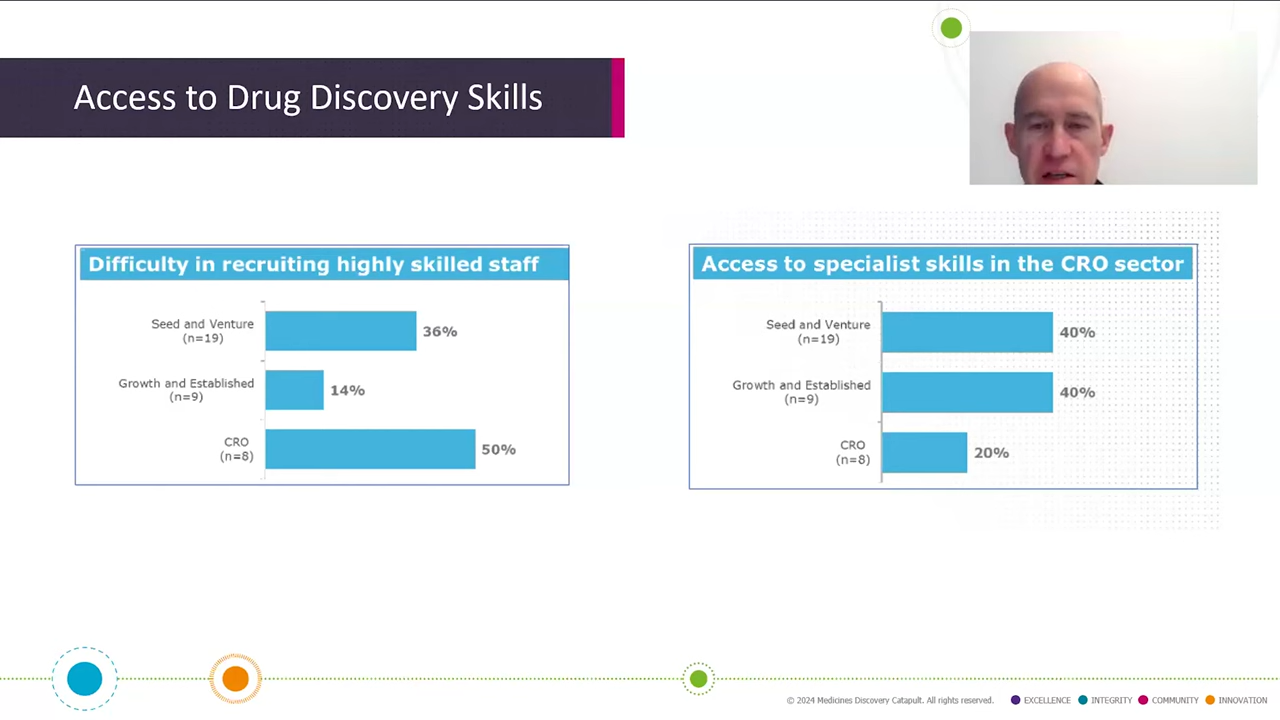 Access to Drug Discovery Skills
Difficulty in recruiting highly skilled staff
Seed and Venture
(n=19)
36%
Growth and Established
(n=9)
14%
CRO
(n=8)
50%
Access to specialist skills in the CRO sector
Seed and Venture
(n=19)
40%
Growth and Established
(n=9)
40%
CRO
(n=8)
20%
© 2024 Medicines Discovery Catapult. All rights reserved.
EXCELLENCE
INTEGRITY
COMMUNITY
INNOVATION